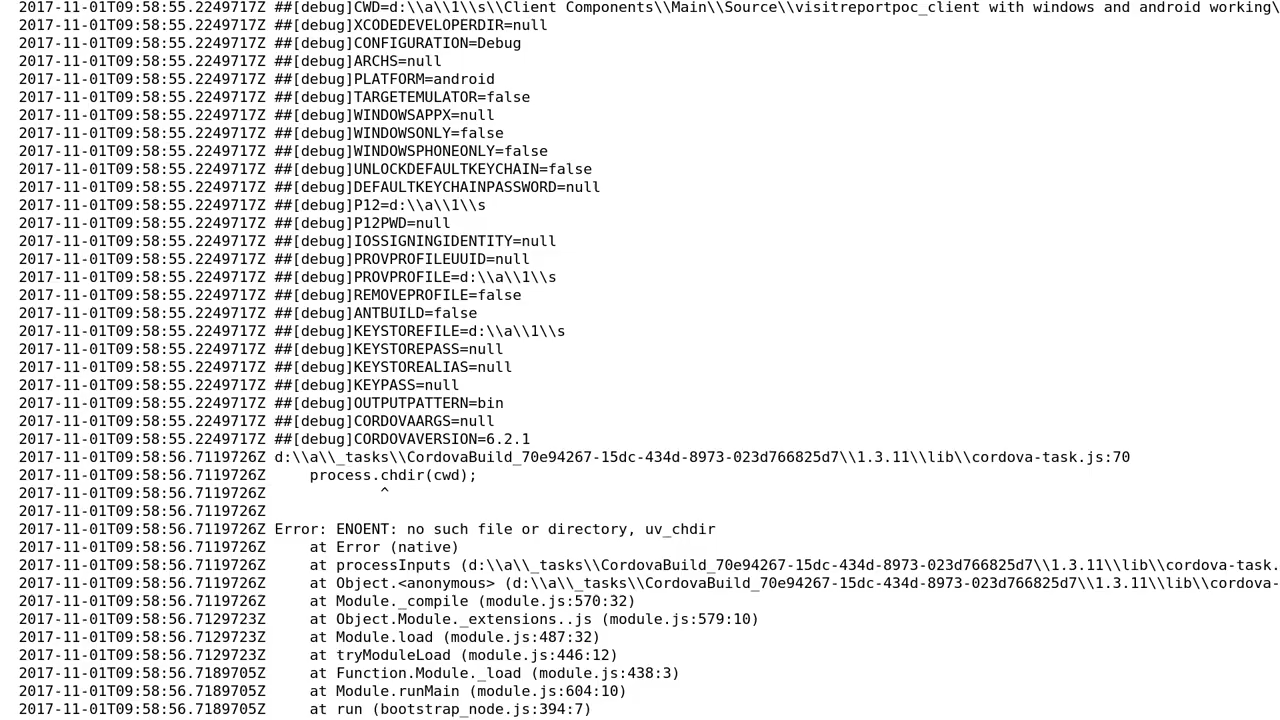 2017-11-01T09:58:55.2249717Z ##[debug]CWD=d:\\a\\1\\s\\Client Components\\Main\\Source\\visitreportpoc_client with windows and android working\
2017-11-01T09:58:55.2249717Z ##[debug]XCODEDEVELOPERDIR=null
2017-11-01T09:58:55.2249717Z ##[debug]CONFIGURATION=Debug
2017-11-01T09:58:55.2249717Z ##[debug]ARCHS=null
2017-11-01T09:58:55.2249717Z ##[debug]PLATFORM=android
2017-11-01T09:58:55.2249717Z ##[debug]TARGETEMULATOR=false
2017-11-01T09:58:55.2249717Z ##[debug]WINDOWSAPPX=null
2017-11-01T09:58:55.2249717Z ##[debug]WINDOWSONLY=false
2017-11-01T09:58:55.2249717Z ##[debug]WINDOWSPHONEONLY=false
2017-11-01T09:58:55.2249717Z ##[debug]UNLOCKDEFAULTKEYCHAIN=false
2017-11-01T09:58:55.2249717Z ##[debug]DEFAULTKEYCHAINPASSWORD=null
2017-11-01T09:58:55.2249717Z ##[debug]P12=d:\\a\\1\\s
2017-11-01T09:58:55.2249717Z ##[debug]P12PWD=null
2017-11-01T09:58:55.2249717Z ##[debug]IOSSIGNINGIDENTITY=null
2017-11-01T09:58:55.2249717Z ##[debug]PROVPROFILEUUID=null
2017-11-01T09:58:55.2249717Z ##[debug]PROVPROFILE=d:\\a\\1\\s
2017-11-01T09:58:55.2249717Z ##[debug]REMOVEPROFILE=false
2017-11-01T09:58:55.2249717Z ##[debug]ANTBUILD=false
2017-11-01T09:58:55.2249717Z ##[debug]KEYSTOREFILE=d:\\a\\1\\s
2017-11-01T09:58:55.2249717Z ##[debug]KEYSTOREPASS=null
2017-11-01T09:58:55.2249717Z ##[debug]KEYSTOREALIAS=null
2017-11-01T09:58:55.2249717Z ##[debug]KEYPASS=null
2017-11-01T09:58:55.2249717Z ##[debug]OUTPUTPATTERN=bin
2017-11-01T09:58:55.2249717Z ##[debug]CORDOVAARGS=null
2017-11-01T09:58:55.2249717Z ##[debug]CORDOVAVERSION=6.2.1
2017-11-01T09:58:56.7119726Z d:\\a\\_tasks\\CordovaBuild_70e94267-15dc-434d-8973-023d766825d7\\1.3.11\\lib\\cordova-task.js:70
2017-11-01T09:58:56.7119726Z     process.chdir(cwd);
2017-11-01T09:58:56.7119726Z             ^
2017-11-01T09:58:56.7119726Z
2017-11-01T09:58:56.7119726Z Error: ENOENT: no such file or directory, uv_chdir
2017-11-01T09:58:56.7119726Z     at Error (native)
2017-11-01T09:58:56.7119726Z     at processInputs (d:\\a\\_tasks\\CordovaBuild_70e94267-15dc-434d-8973-023d766825d7\\1.3.11\\lib\\cordova-task.
2017-11-01T09:58:56.7119726Z     at Object.<anonymous> (d:\\a\\_tasks\\CordovaBuild_70e94267-15dc-434d-8973-023d766825d7\\1.3.11\\lib\\cordova-
2017-11-01T09:58:56.7119726Z     at Module._compile (module.js:570:32)
2017-11-01T09:58:56.7129723Z     at Object.Module._extensions..js (module.js:579:10)
2017-11-01T09:58:56.7129723Z     at Module.load (module.js:487:32)
2017-11-01T09:58:56.7129723Z     at tryModuleLoad (module.js:446:12)
2017-11-01T09:58:56.7189705Z     at Function.Module._load (module.js:438:3)
2017-11-01T09:58:56.7189705Z     at Module.runMain (module.js:604:10)
2017-11-01T09:58:56.7189705Z     at run (bootstrap_node.js:394:7)